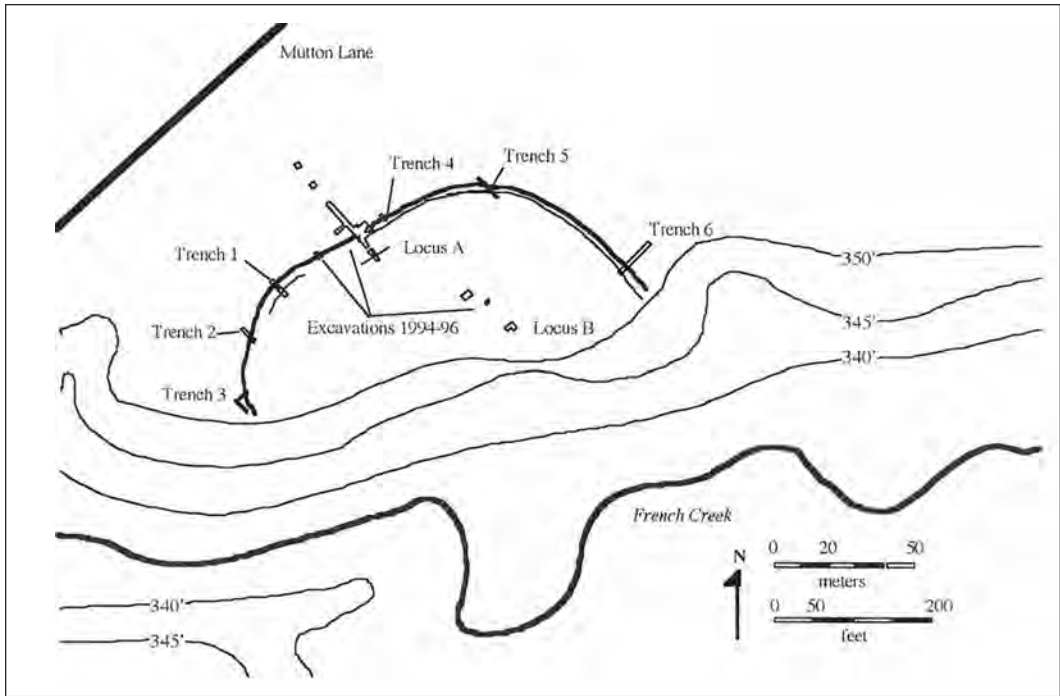 Mutton Lane
Trench 4
Trench 5
Trench 6
Trench 1
Locus A
350'
Excavations 1994-96
Locus B
345'
Trench 2
340'
Trench 3
French Creek
N
0 20 50
meters
0 50 200
feet
340'
345'